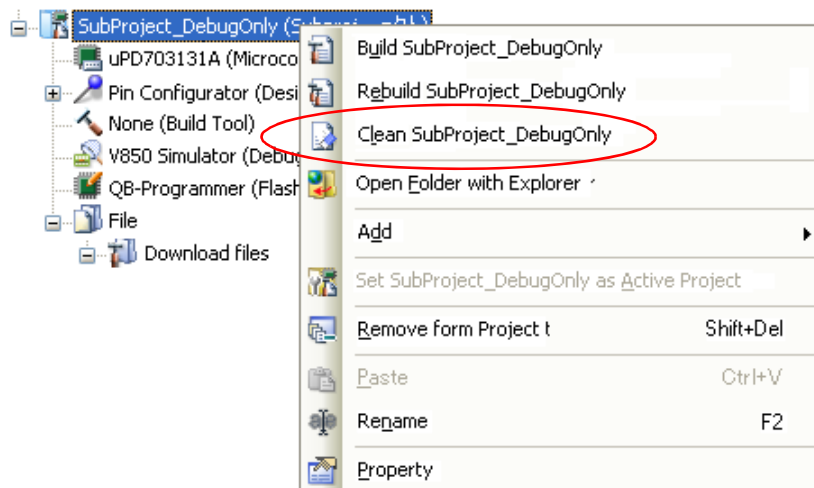 SubProject_DebugOnly (Subproj
uPD703131A (Microco
Pin Configurator (Desi
None (Build Tool)
V850 Simulator (Debug
QB-Programmer (Flash
File
Download files
Build SubProject_DebugOnly
Rebuild SubProject_DebugOnly
Clean SubProject_DebugOnly
Open Folder with Explorer
Add
Set SubProject_DebugOnly as Active Project
Remove form Project t Shift+Del
Paste Ctrl+V
Rename F2
Property